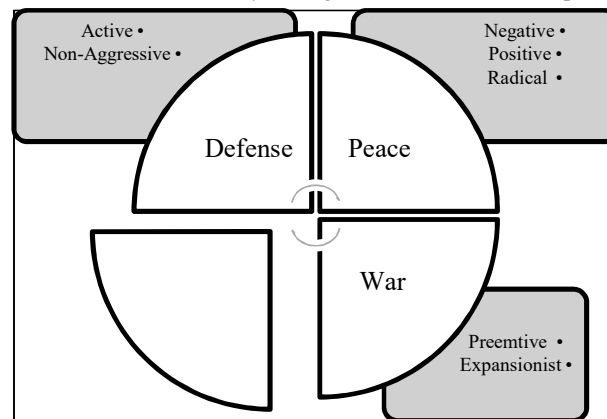 Active •
Non-Aggressive •
Negative •
Positive •
Radical •
Defense
Peace
War
Preemtive •
Expansionist •